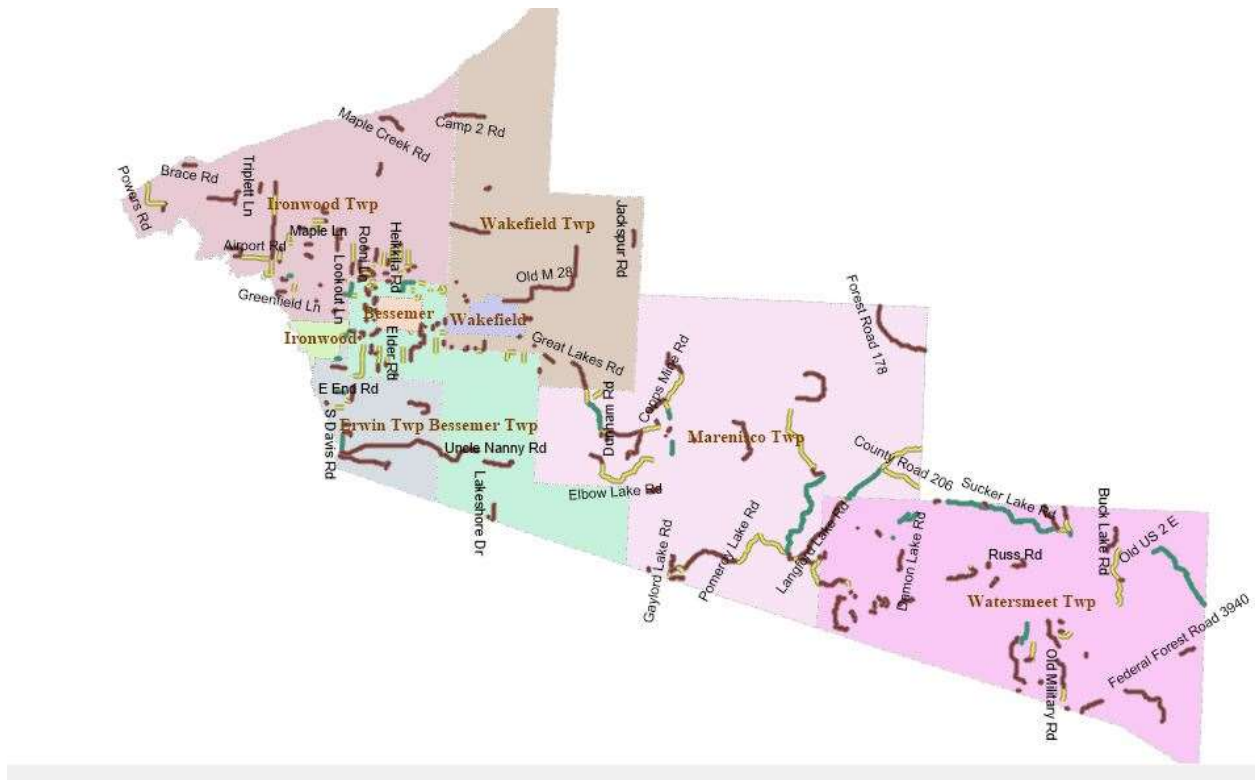 Maple Creek Rd
Camp 2 Rd
Brace Rd
Triplett Ln
Powers Rd
Ironwood Twp
Jackspur Rd
Wakefield Twp
Maple Ln
Heikkila Rd
Airport Rd
Lookout Ln
Old M 28
Greenfield Ln
Forest Road 178
Bessemer
Wakefield
Ironwood
Elder Rd
Great Lakes Rd
Copps Mine Rd
E End Rd
Dunham Rd
S Davis Rd
Erwin Twp
Bessemer Twp
Marenisco Twp
Uncle Nanny Rd
County Road 206
Lakeshore Dr
Elbow Lake Rd
Sucker Lake Rd
Buck Lake Rd
Old US 2 E
Gaylord Lake Rd
Pomeroy Lake Rd
Langford Lake Rd
Damon Lake Rd
Russ Rd
Watersmeet Twp
Federal Forest Road 3940
Old Military Rd